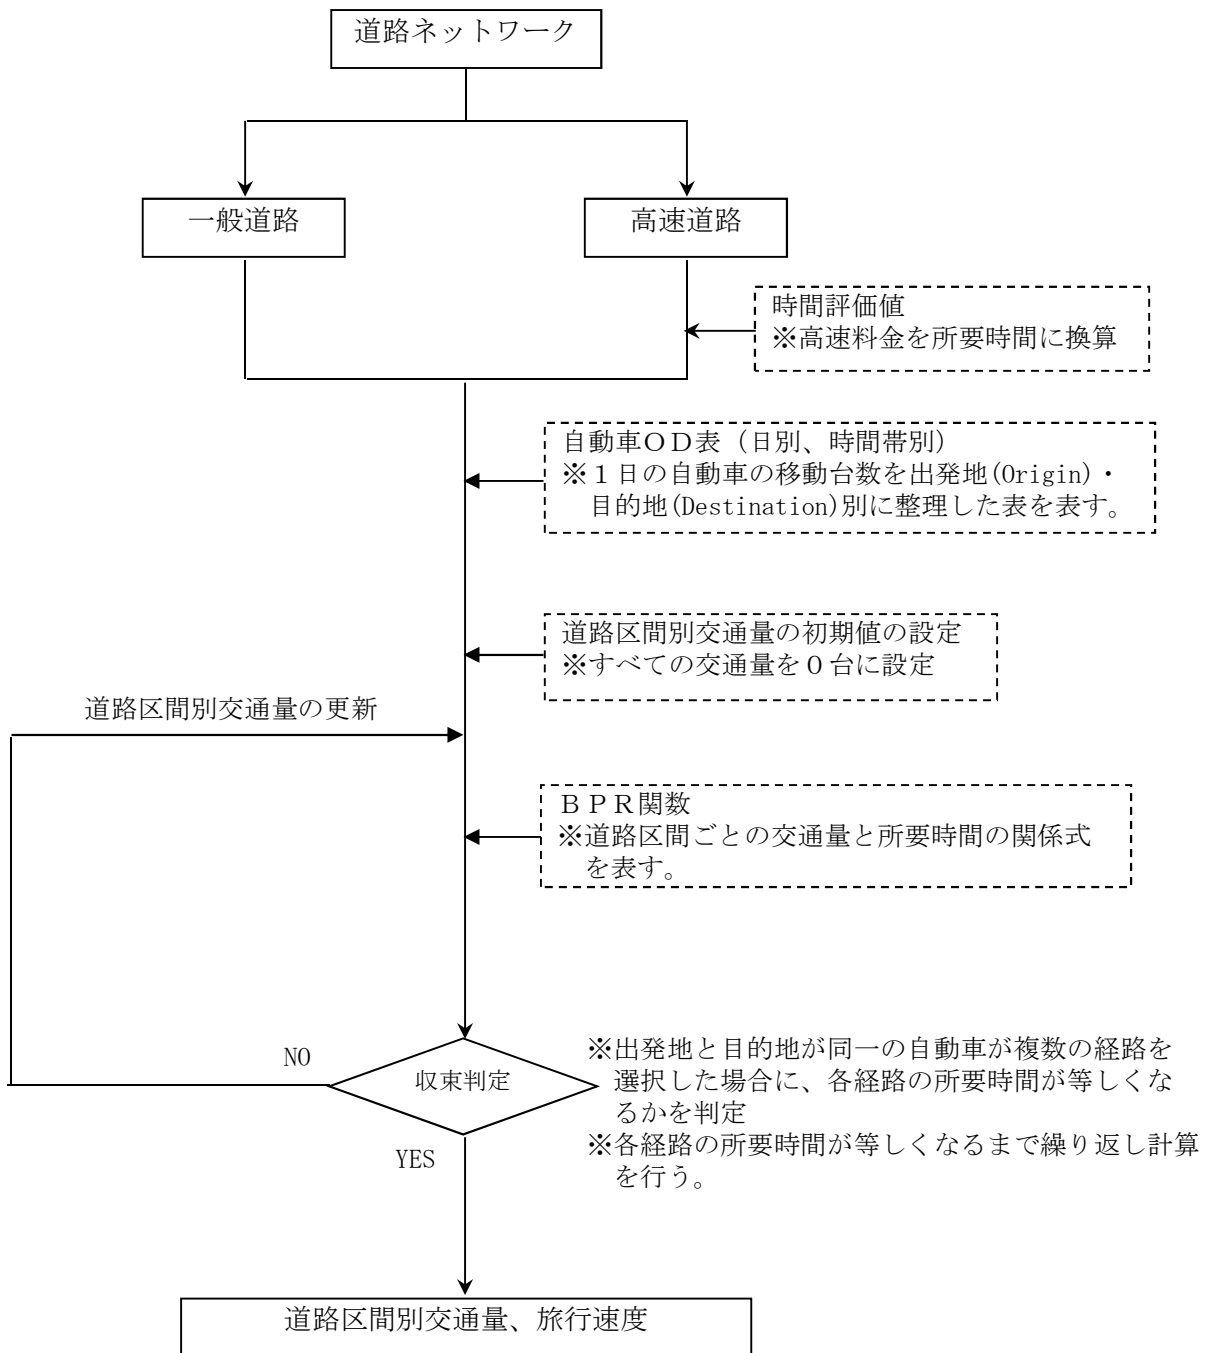 道路ネットワーク
一般道路
高速道路
時間評価値
※高速料金を所要時間に換算
自動車ＯＤ表（日別、時間帯別）
※１日の自動車の移動台数を出発地(Origin)・
目的地(Destination)別に整理した表を表す。
道路区間別交通量の初期値の設定
※すべての交通量を０台に設定
道路区間別交通量の更新
ＢＰＲ関数
※道路区間ごとの交通量と所要時間の関係式
を表す。
NO
収束判定
※出発地と目的地が同一の自動車が複数の経路を
選択した場合に、各経路の所要時間が等しくな
るかを判定
※各経路の所要時間が等しくなるまで繰り返し計算
を行う。
YES
道路区間別交通量、旅行速度